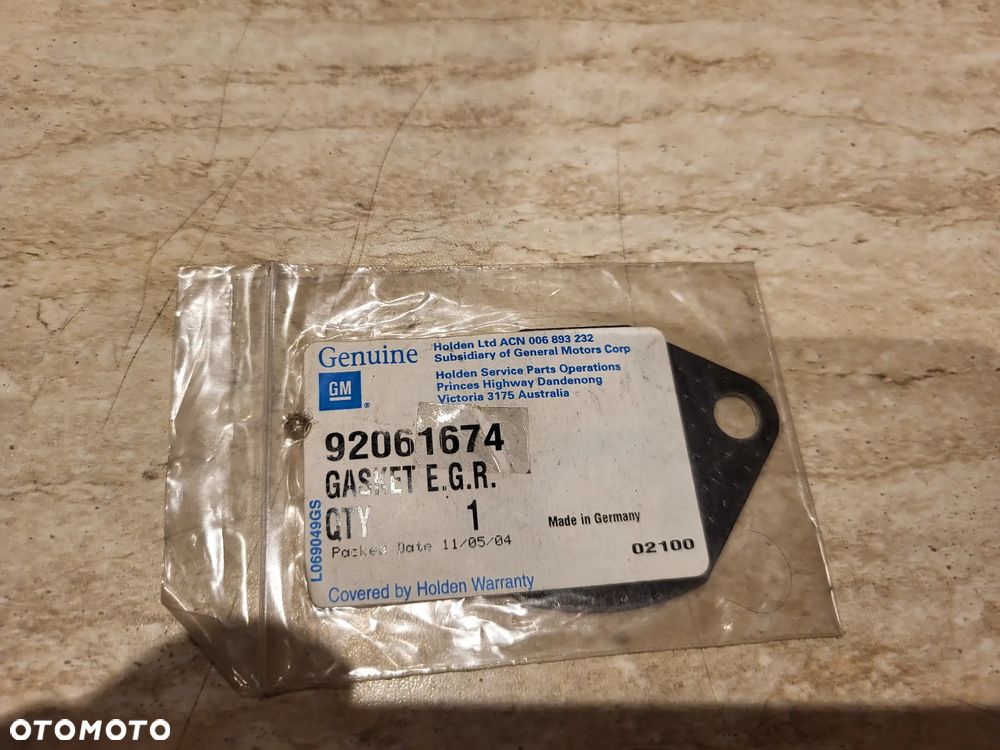 Genuine
GM
Holden Ltd ACN 006 893 232
Subsidiary of General Motors Corp
Holden Service Parts Operations
Princes Highway Dandenong
Victoria 3175 Australia
92061674
GASKET E.G.R.
QTY 1
Made in Germany
Packed Date 11/05/04
02100
L069049GS
Covered by Holden Warranty
OTOMOTO